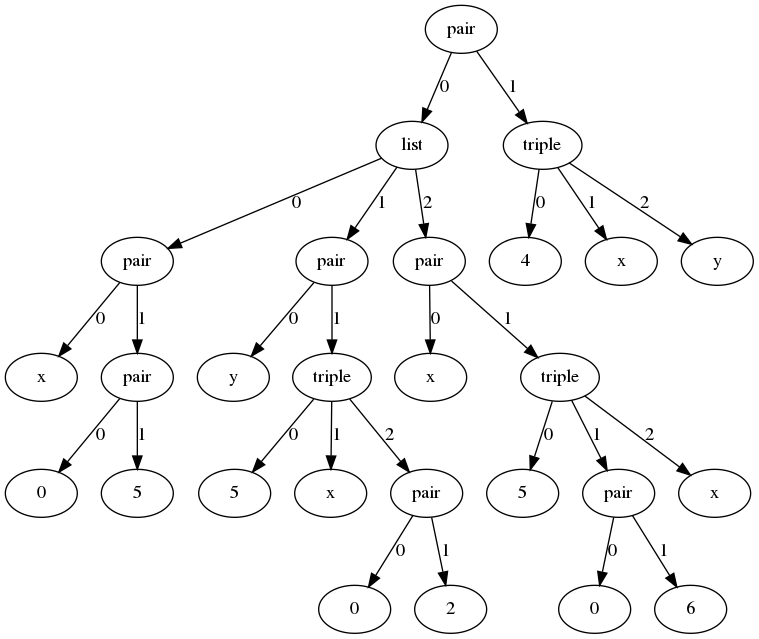 pair
0 1
list triple
0 1 2 0 1 2
pair pair pair 4 x y
0 1 0 1 0 1
x pair y triple x triple
0 1 0 1 2 0 1 2
0 5 5 x pair 5 pair x
0 1 0 1
0 2 0 6